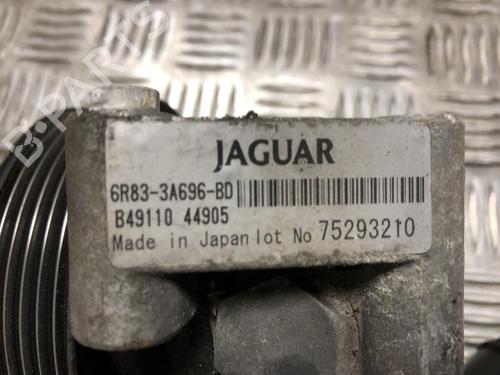 B-PARTS
JAGUAR
6R83-3A696-BD
B49110 44905
Made in Japan lot No 75293210